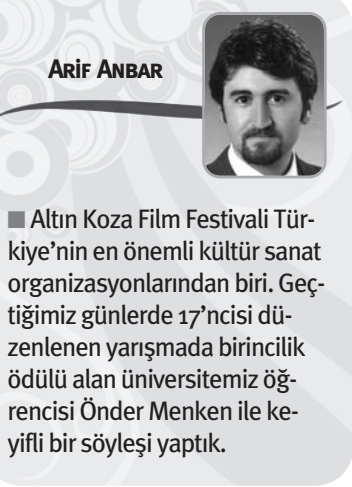 ARİF ANBAR
Altın Koza Film Festivali Tür-
kiye'nin en önemli kültür sanat
organizasyonlarından biri. Geç-
tiğimiz günlerde 17'ncisi dü-
zenlenen yarışmada birincilik
ödülü alan üniversitemiz öğ-
rencisi Önder Menken ile ke-
yifli bir söyleşi yaptık.